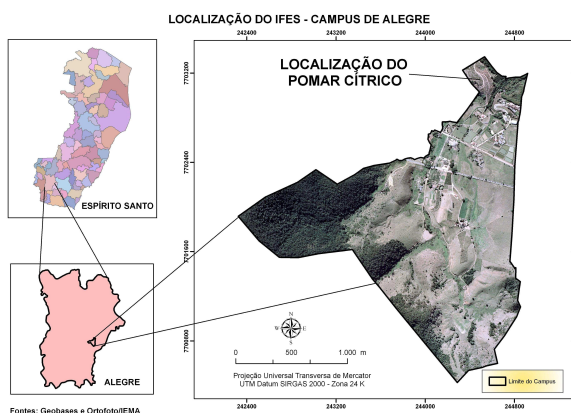 LOCALIZAÇÃO DO IFES - CAMPUS DE ALEGRE
242400 243200 244000 244800
LOCALIZAÇÃO DO
POMAR CÍTRICO
7703200
7702400
7701600
7700800
ESPÍRITO SANTO
ALEGRE
N
W E
S
0 500 1.000 m
Projeção Universal Transversa de Mercator
UTM Datum SIRGAS 2000 - Zona 24 K
Limite do Campus
242400 243200 244000 244800
Fontes: Geobases e Ortofoto/IEMA